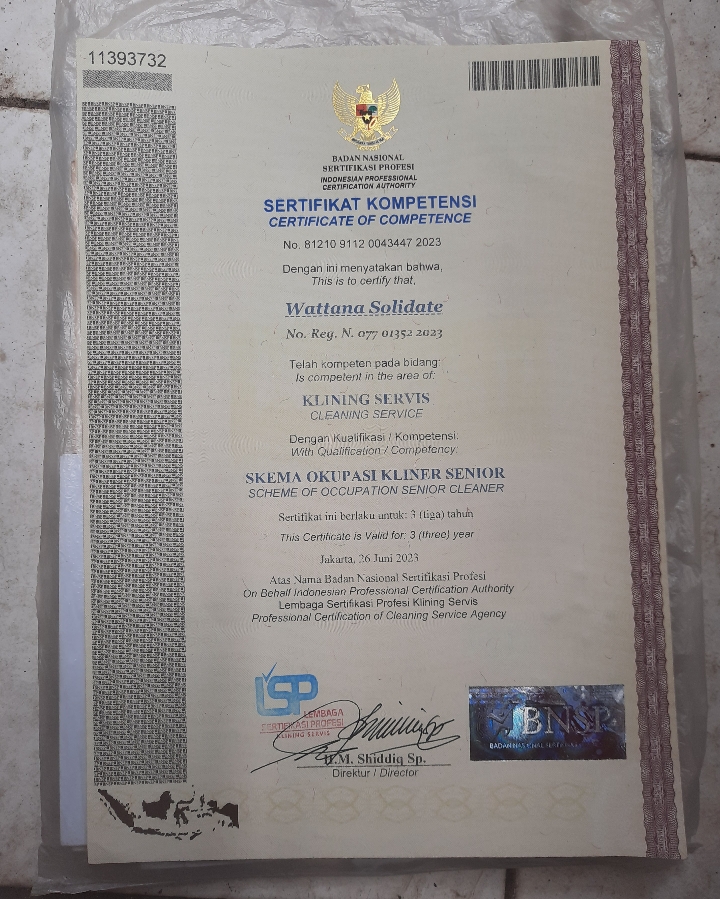 11393732
BADAN NASIONAL
SERTIFIKASI PROFESI
INDONESIAN PROFESSIONAL
CERTIFICATION AUTHORITY
SERTIFIKAT KOMPETENSI
CERTIFICATE OF COMPETENCE
No. 81210 9112 0043447 2023
Dengan ini menyatakan bahwa,
This is to certify that,
Wattana Solidate
No. Reg. N. 077 01352 2023
Telah kompeten pada bidang:
Is competent in the area of:
KLINING SERVIS
CLEANING SERVICE
Dengan Kualifikasi / Kompetensi:
With Qualification / Competency:
SKEMA OKUPASI KLINER SENIOR
SCHEME OF OCCUPATION SENIOR CLEANER
Sertifikat ini berlaku untuk: 3 (tiga) tahun
This Certificate is Valid for: 3 (three) year
Jakarta, 26 Juni 2023
Atas Nama Badan Nasional Sertifikasi Profesi
On Behalf Indonesian Professional Certification Authority
Lembaga Sertifikasi Profesi Klining Servis
Professional Certification of Cleaning Service Agency
LSP
LEMBAGA
SERTIFIKASI PROFESI
KLINING SERVIS
H.M. Shiddiq Sp.
Direktur / Director
BNSP
BADAN NASIONAL SERTIFIKASI